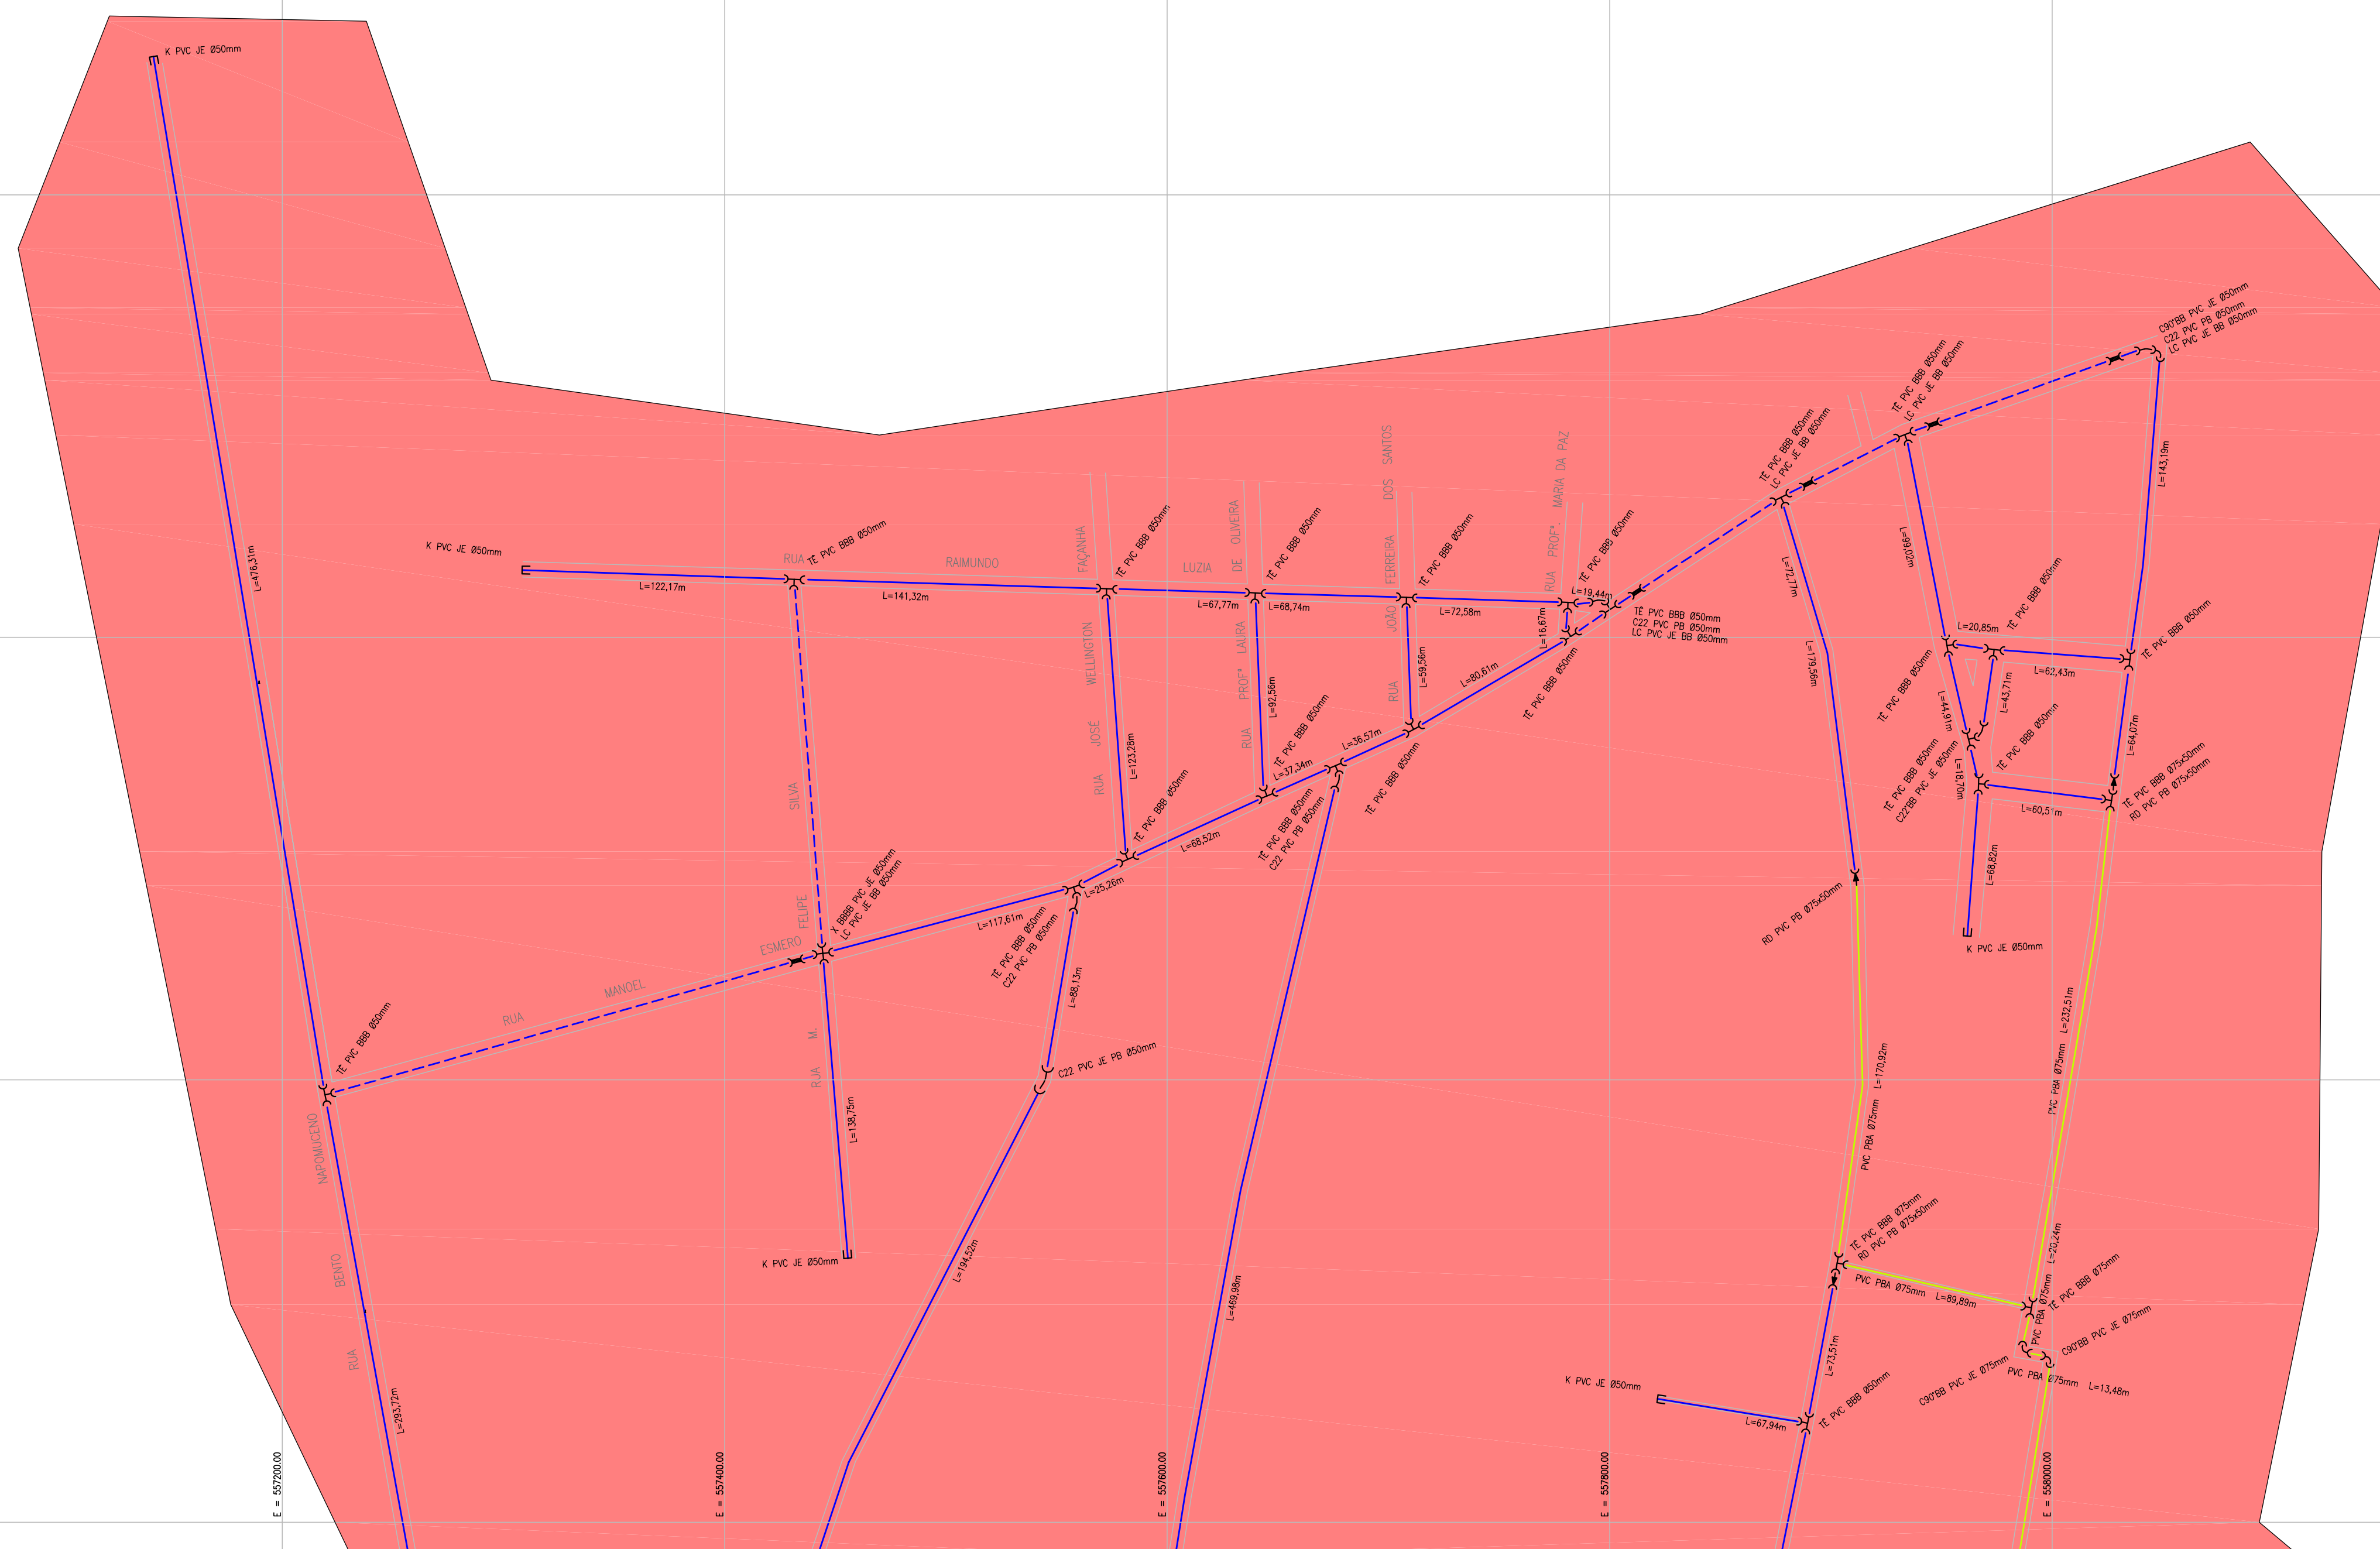 K PVC JE Ø50mm
C90°BB PVC JE Ø50mm
C22 PVC PB Ø50mm
LC PVC JE BB Ø50mm
TÊ PVC BBB Ø50mm
LC PVC JE BB Ø50mm
TÊ PVC BBB Ø50mm
LC PVC JE BB Ø50mm
L=143,19m
L=99,02m
L=72,77m
L=179,56m
L=476,31m
K PVC JE Ø50mm
L=122,17m
RUA RAIMUNDO LUZIA
TÊ PVC BBB Ø50mm
L=141,32m
RUA JOSÉ WELLINGTON FAÇANHA
TÊ PVC BBB Ø50mm
L=67,77m
RUA PROFª LAURA DE OLIVEIRA
TÊ PVC BBB Ø50mm
L=68,74m
RUA JOÃO FERREIRA DOS SANTOS
TÊ PVC BBB Ø50mm
L=72,58m
RUA PROFª. MARIA DA PAZ
TÊ PVC BBB Ø50mm
L=19,44m
L=16,67m
TÊ PVC BBB Ø50mm
C22 PVC PB Ø50mm
LC PVC JE BB Ø50mm
TÊ PVC BBB Ø50mm
L=80,61m
L=59,56m
L=92,56m
L=123,28m
L=36,57m
TÊ PVC BBB Ø50mm
TÊ PVC BBB Ø50mm
L=37,34m
TÊ PVC BBB Ø50mm
C22 PVC PB Ø50mm
L=68,52m
TÊ PVC BBB Ø50mm
L=25,26m
L=117,61m
TÊ PVC BBB Ø50mm
C22 PVC PB Ø50mm
L=20,85m
TÊ PVC BBB Ø50mm
TÊ PVC BBB Ø50mm
L=62,43m
TÊ PVC BBB Ø50mm
L=43,71m
L=44,91m
TÊ PVC BBB Ø50mm
C22°BB PVC JE Ø50mm
TÊ PVC BBB Ø50mm
L=64,07m
L=18,70m
L=60,51m
TÊ PVC BBB Ø75x50mm
RD PVC PB Ø75x50mm
L=68,82m
K PVC JE Ø50mm
RD PVC PB Ø75x50mm
X BBBB PVC JE Ø50mm
LC PVC JE BB Ø50mm
RUA M. FELIPE SILVA
RUA MANOEL ESMERO
TÊ PVC BBB Ø50mm
L=88,13m
C22 PVC JE PB Ø50mm
L=138,75m
K PVC JE Ø50mm
L=194,52m
L=469,98m
RUA BENTO NAPOMUCENO
L=293,72m
PVC PBA Ø75mm L=170,92m
PVC PBA Ø75mm L=232,51m
TÊ PVC BBB Ø75mm
RD PVC PB Ø75x50mm
PVC PBA Ø75mm L=89,89m
PVC PBA Ø75mm L=20,24m
TÊ PVC BBB Ø75mm
C90°BB PVC JE Ø75mm
C90°BB PVC JE Ø75mm
PVC PBA Ø75mm L=13,48m
L=73,51m
K PVC JE Ø50mm
L=67,94m
TÊ PVC BBB Ø50mm
E = 557200.00
E = 557400.00
E = 557600.00
E = 557800.00
E = 558000.00